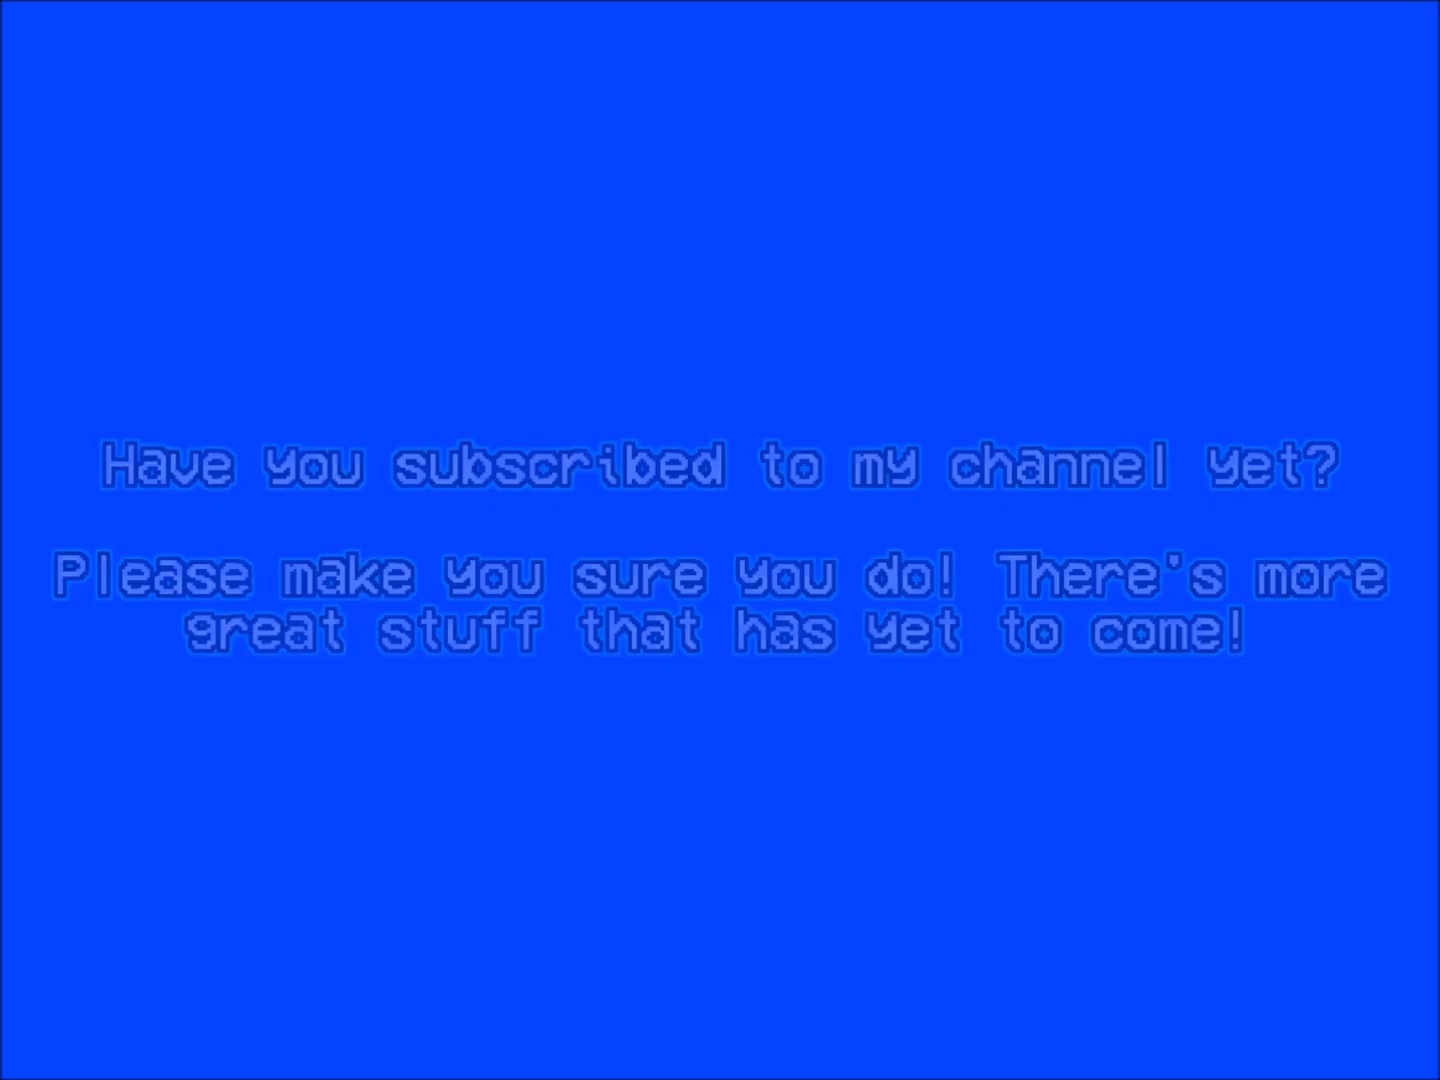 Have you subscribed to my channel yet?
Please make you sure you do! There's more
great stuff that has yet to come!